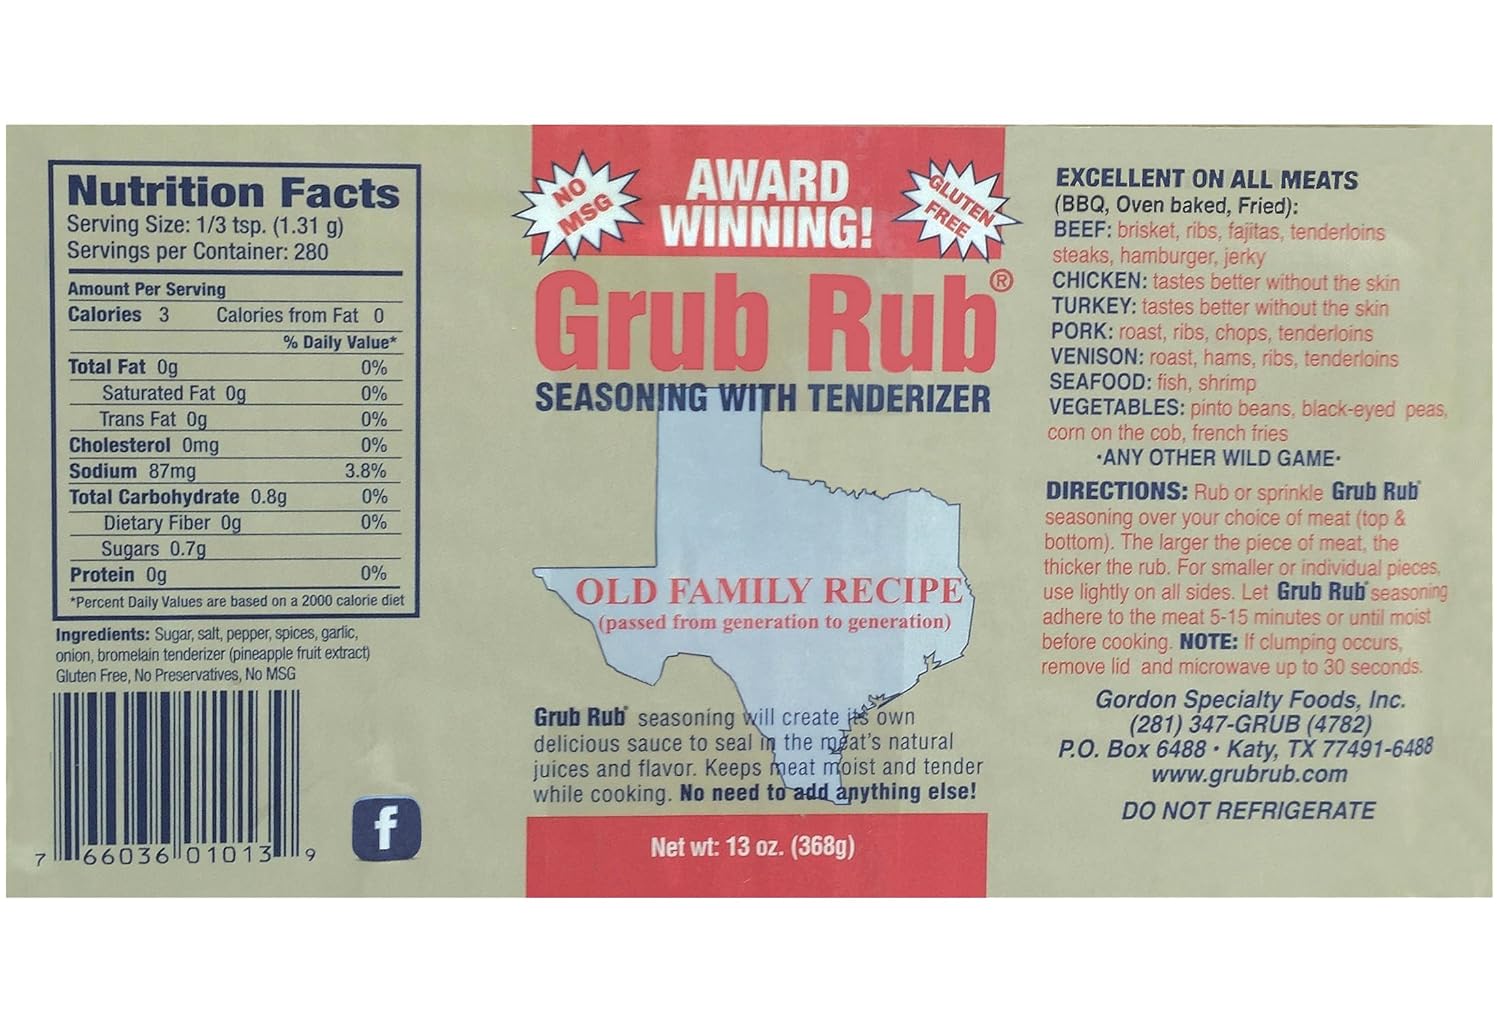 Nutrition Facts
Serving Size: 1/3 tsp. (1.31 g)
Servings per Container: 280
Amount Per Serving
Calories 3 Calories from Fat 0
% Daily Value*
Total Fat 0g 0%
Saturated Fat 0g 0%
Trans Fat 0g 0%
Cholesterol 0mg 0%
Sodium 87mg 3.8%
Total Carbohydrate 0.8g 0%
Dietary Fiber 0g 0%
Sugars 0.7g
Protein 0g 0%
*Percent Daily Values are based on a 2000 calorie diet
Ingredients: Sugar, salt, pepper, spices, garlic,
onion, bromelain tenderizer (pineapple fruit extract)
Gluten Free, No Preservatives, No MSG
7 66036 01013 9
f
NO
MSG
AWARD
WINNING!
GLUTEN
FREE
Grub Rub®
SEASONING WITH TENDERIZER
OLD FAMILY RECIPE
(passed from generation to generation)
Grub Rub® seasoning will create its own
delicious sauce to seal in the meat's natural
juices and flavor. Keeps meat moist and tender
while cooking. No need to add anything else!
Net wt: 13 oz. (368g)
EXCELLENT ON ALL MEATS
(BBQ, Oven baked, Fried):
BEEF: brisket, ribs, fajitas, tenderloins
steaks, hamburger, jerky
CHICKEN: tastes better without the skin
TURKEY: tastes better without the skin
PORK: roast, ribs, chops, tenderloins
VENISON: roast, hams, ribs, tenderloins
SEAFOOD: fish, shrimp
VEGETABLES: pinto beans, black-eyed peas,
corn on the cob, french fries
•ANY OTHER WILD GAME•
DIRECTIONS: Rub or sprinkle Grub Rub®
seasoning over your choice of meat (top &
bottom). The larger the piece of meat, the
thicker the rub. For smaller or individual pieces,
use lightly on all sides. Let Grub Rub® seasoning
adhere to the meat 5-15 minutes or until moist
before cooking. NOTE: If clumping occurs,
remove lid and microwave up to 30 seconds.
Gordon Specialty Foods, Inc.
(281) 347-GRUB (4782)
P.O. Box 6488 • Katy, TX 77491-6488
www.grubrub.com
DO NOT REFRIGERATE